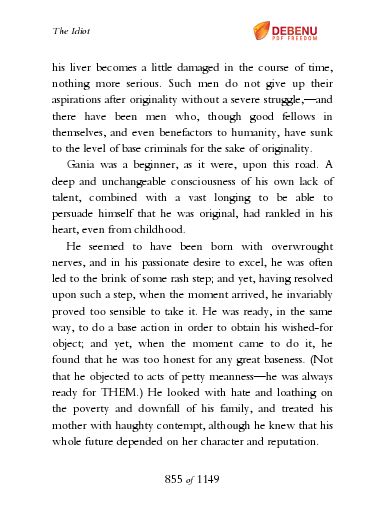 The Idiot
DEBENU
PDF FREEDOM
his liver becomes a little damaged in the course of time,
nothing more serious. Such men do not give up their
aspirations after originality without a severe struggle,—and
there have been men who, though good fellows in
themselves, and even benefactors to humanity, have sunk
to the level of base criminals for the sake of originality.
Gania was a beginner, as it were, upon this road. A
deep and unchangeable consciousness of his own lack of
talent, combined with a vast longing to be able to
persuade himself that he was original, had rankled in his
heart, even from childhood.
He seemed to have been born with overwrought
nerves, and in his passionate desire to excel, he was often
led to the brink of some rash step; and yet, having resolved
upon such a step, when the moment arrived, he invariably
proved too sensible to take it. He was ready, in the same
way, to do a base action in order to obtain his wished-for
object; and yet, when the moment came to do it, he
found that he was too honest for any great baseness. (Not
that he objected to acts of petty meanness—he was always
ready for THEM.) He looked with hate and loathing on
the poverty and downfall of his family, and treated his
mother with haughty contempt, although he knew that his
whole future depended on her character and reputation.
855 of 1149